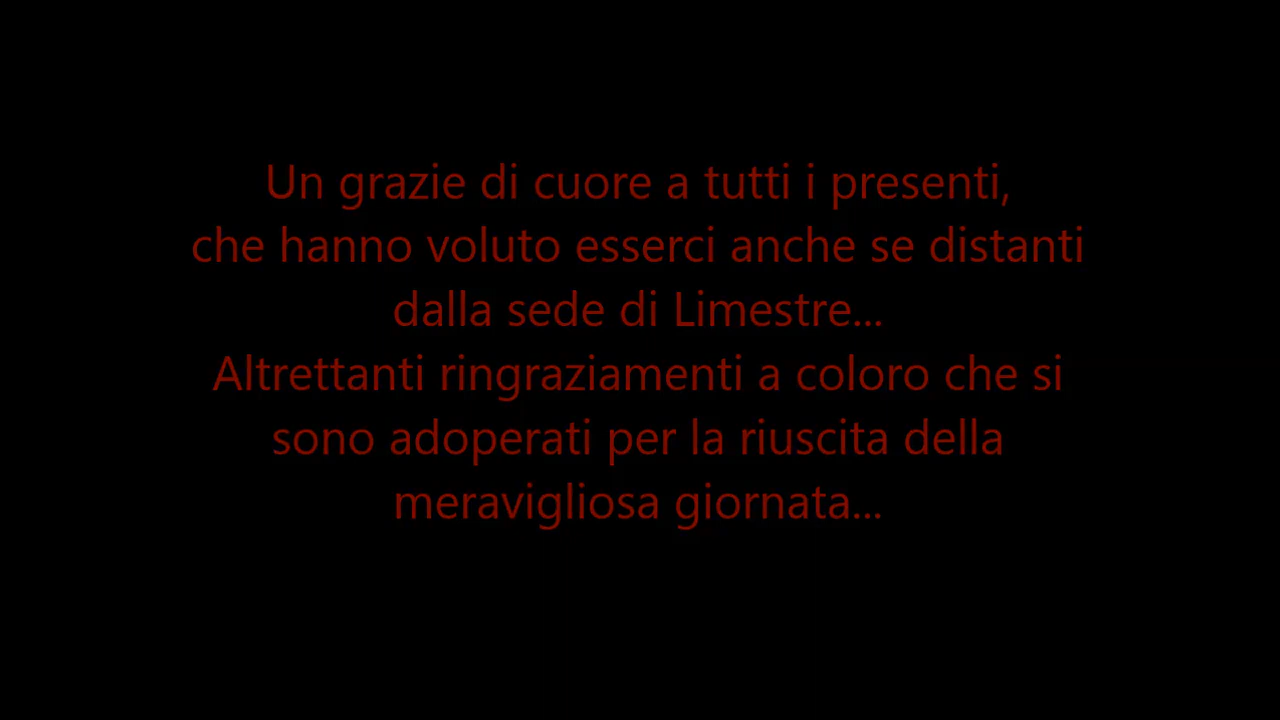 Un grazie di cuore a tutti i presenti,
che hanno voluto esserci anche se distanti
dalla sede di Limestre...
Altrettanti ringraziamenti a coloro che si
sono adoperati per la riuscita della
meravigliosa giornata...